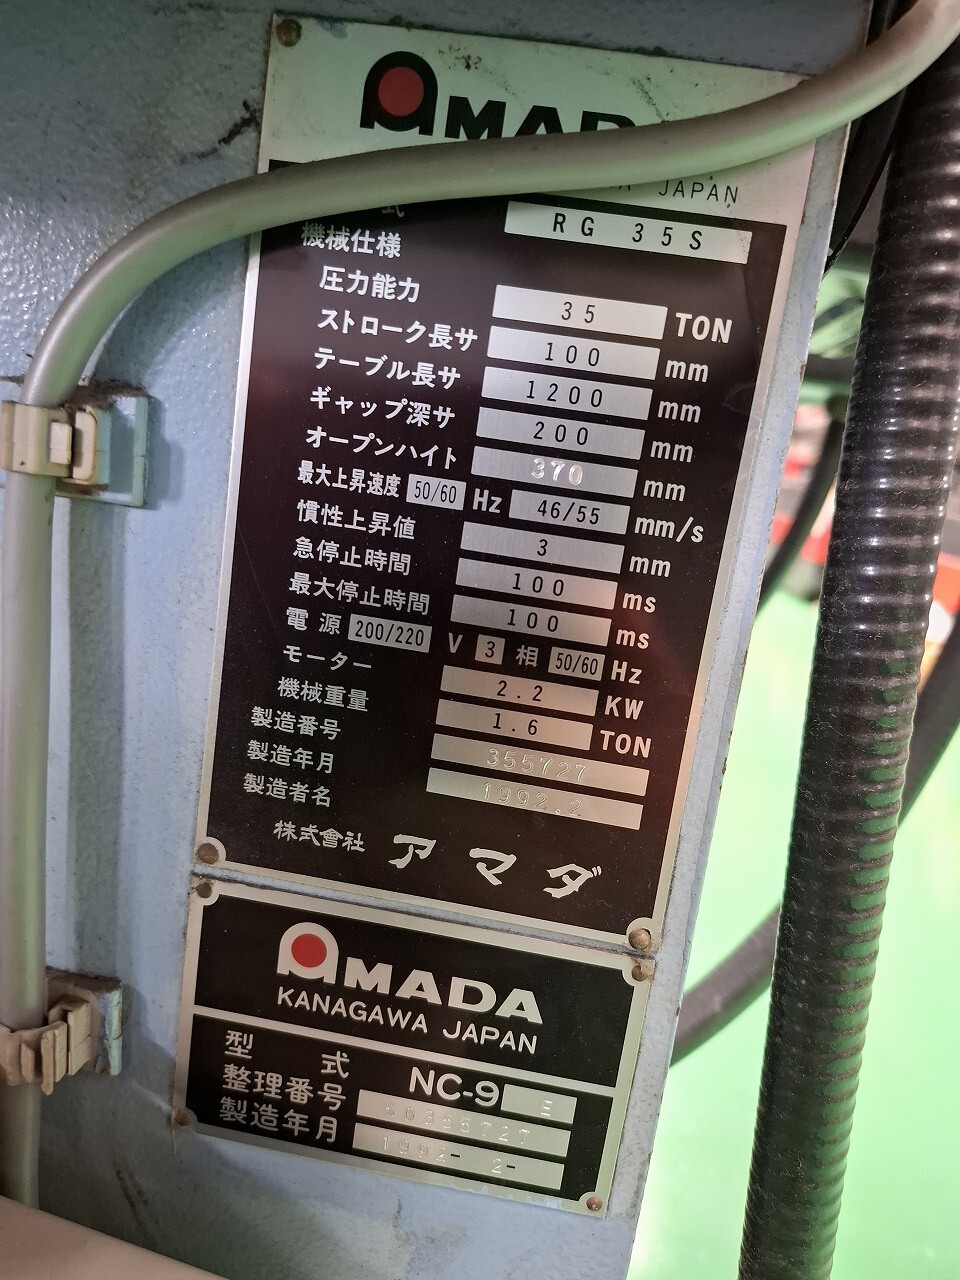 AMADA
JAPAN
式 RG 35S
機械仕様
圧力能力 35 TON
ストローク長サ 100 mm
テーブル長サ 1200 mm
ギャップ深サ 200 mm
オープンハイト 370 mm
最大上昇速度 50/60 Hz 46/55 mm/s
慣性上昇値 3 mm
急停止時間 100 ms
最大停止時間 100 ms
電源 200/220 V 3 相 50/60 Hz
モーター 2.2 KW
機械重量 1.6 TON
製造番号 355727
製造年月 1992.2
製造者名
株式會社 アマダ
AMADA
KANAGAWA JAPAN
型式 NC-9 E
整理番号 50355727
製造年月 1992- 2-